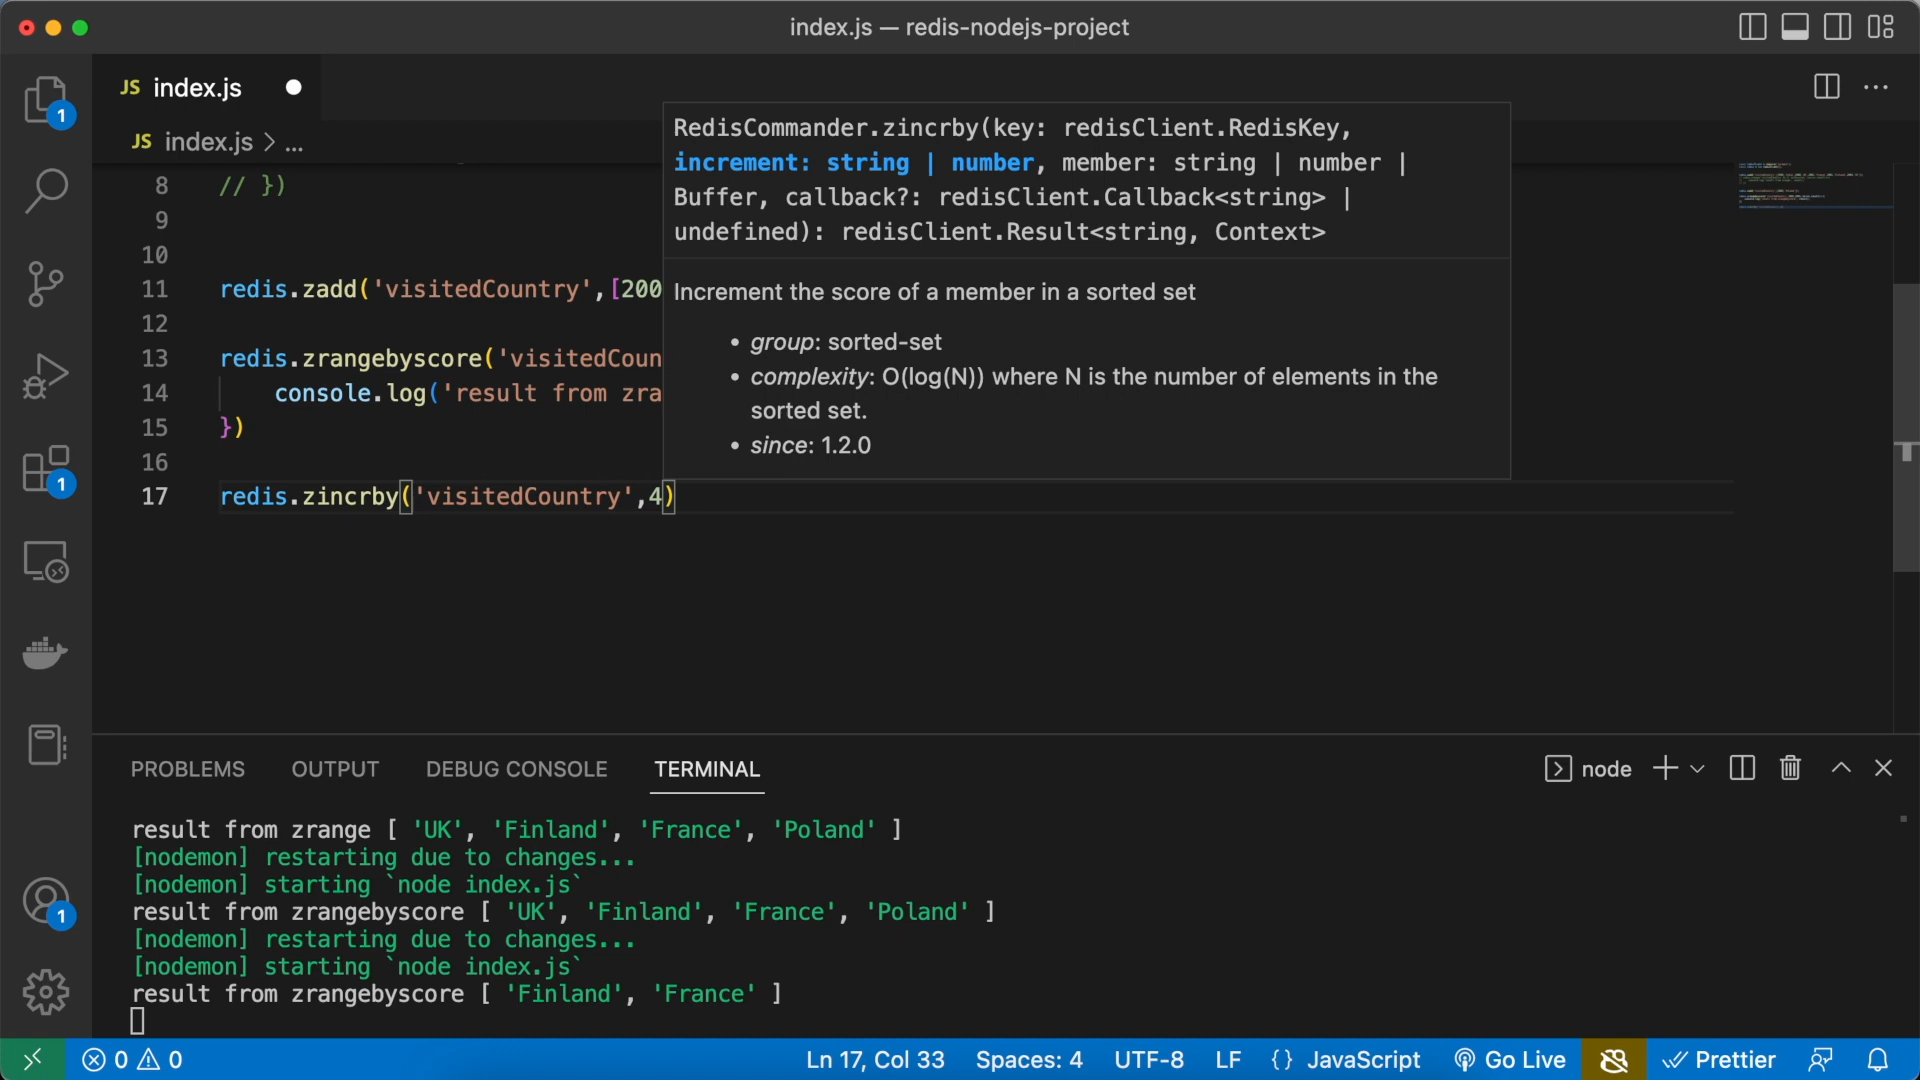 index.js — redis-nodejs-project
JS index.js
JS index.js > ...
1
1
1
8 // })
9
10
11 redis.zadd('visitedCountry',[200
12
13 redis.zrangebyscore('visitedCoun
14 console.log('result from zra
15 })
16
17 redis.zincrby('visitedCountry',4)
RedisCommander.zincrby(key: redisClient.RedisKey,
increment: string | number, member: string | number |
Buffer, callback?: redisClient.Callback<string> |
undefined): redisClient.Result<string, Context>
Increment the score of a member in a sorted set
• group: sorted-set
• complexity: O(log(N)) where N is the number of elements in the
sorted set.
• since: 1.2.0
PROBLEMS OUTPUT DEBUG CONSOLE TERMINAL node
result from zrange [ 'UK', 'Finland', 'France', 'Poland' ]
[nodemon] restarting due to changes...
[nodemon] starting `node index.js`
result from zrangebyscore [ 'UK', 'Finland', 'France', 'Poland' ]
[nodemon] restarting due to changes...
[nodemon] starting `node index.js`
result from zrangebyscore [ 'Finland', 'France' ]
0 0 Ln 17, Col 33 Spaces: 4 UTF-8 LF {} JavaScript Go Live Prettier